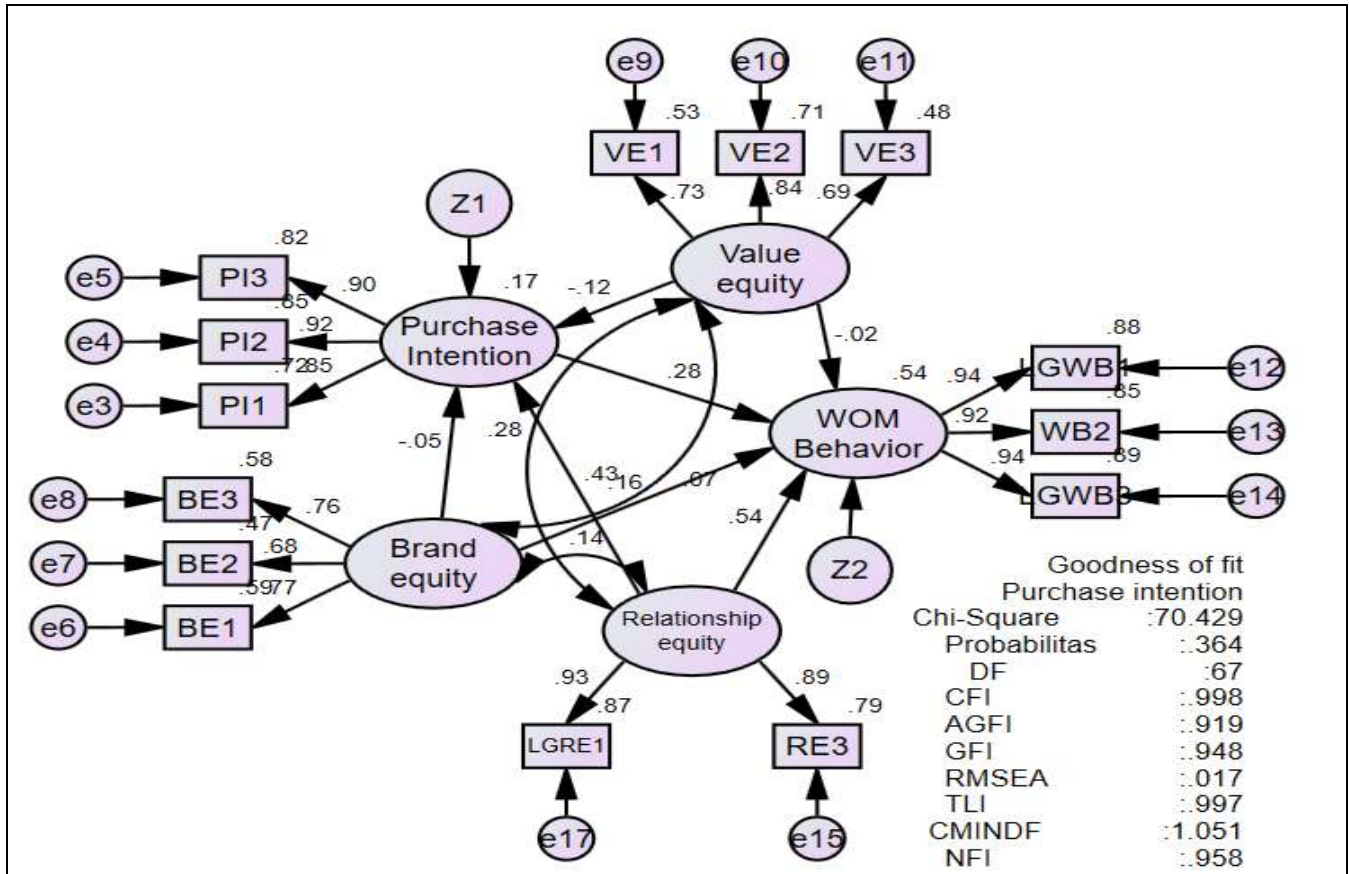 e9 e10 e11
.53 .71 .48
VE1 VE2 VE3
.73 .84 .69
Z1
.82
e5 PI3 .90
.17
-.12
Value
equity
.85
e4 PI2 .92
Purchase
Intention
.72 .85
e3 PI1
-.02
.28
.54
.88
.94 LGWB1 e12
.85
.92 WB2 e13
WOM
Behavior
.89
.94 LGWB3 e14
-.05
.28
.43
.16
.07
.58
e8 BE3 .76
.47
e7 BE2 .68
Brand
equity
.14
.54
Z2
.59 .77
e6 BE1
Relationship
equity
.93 .89
.87 .79
LGRE1 RE3
e17 e15
Goodness of fit
Purchase intention
Chi-Square :70.429
Probabilitas :.364
DF :67
CFI :.998
AGFI :.919
GFI :.948
RMSEA :.017
TLI :.997
CMINDF :1.051
NFI :.958